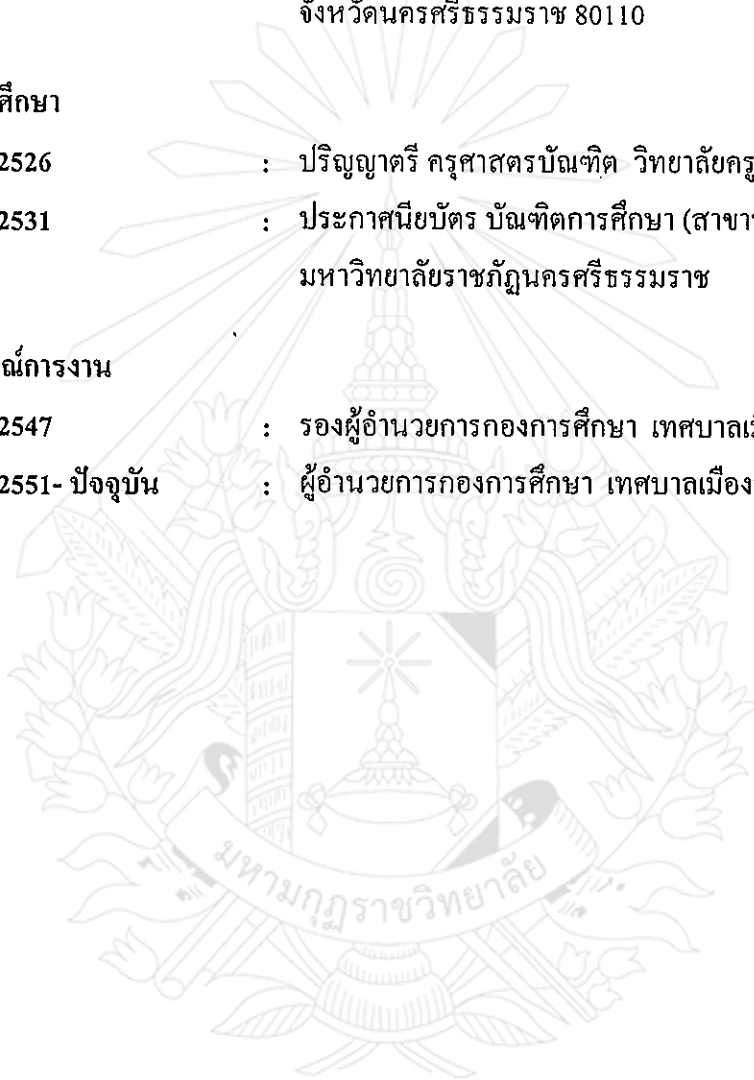 จังหวัดนครศรีธรรมราช 80110
ศึกษา
2526 : ปริญญาตรี ครุศาสตรบัณฑิต วิทยาลัยครู
2531 : ประกาศนียบัตร บัณฑิตการศึกษา (สาขา
มหาวิทยาลัยราชภัฏนครศรีธรรมราช
ณ์การงาน
2547 : รองผู้อำนวยการกองการศึกษา เทศบาลเมื
2551- ปัจจุบัน : ผู้อำนวยการกองการศึกษา เทศบาลเมือง
มหามกุฏราชวิทยาลัย